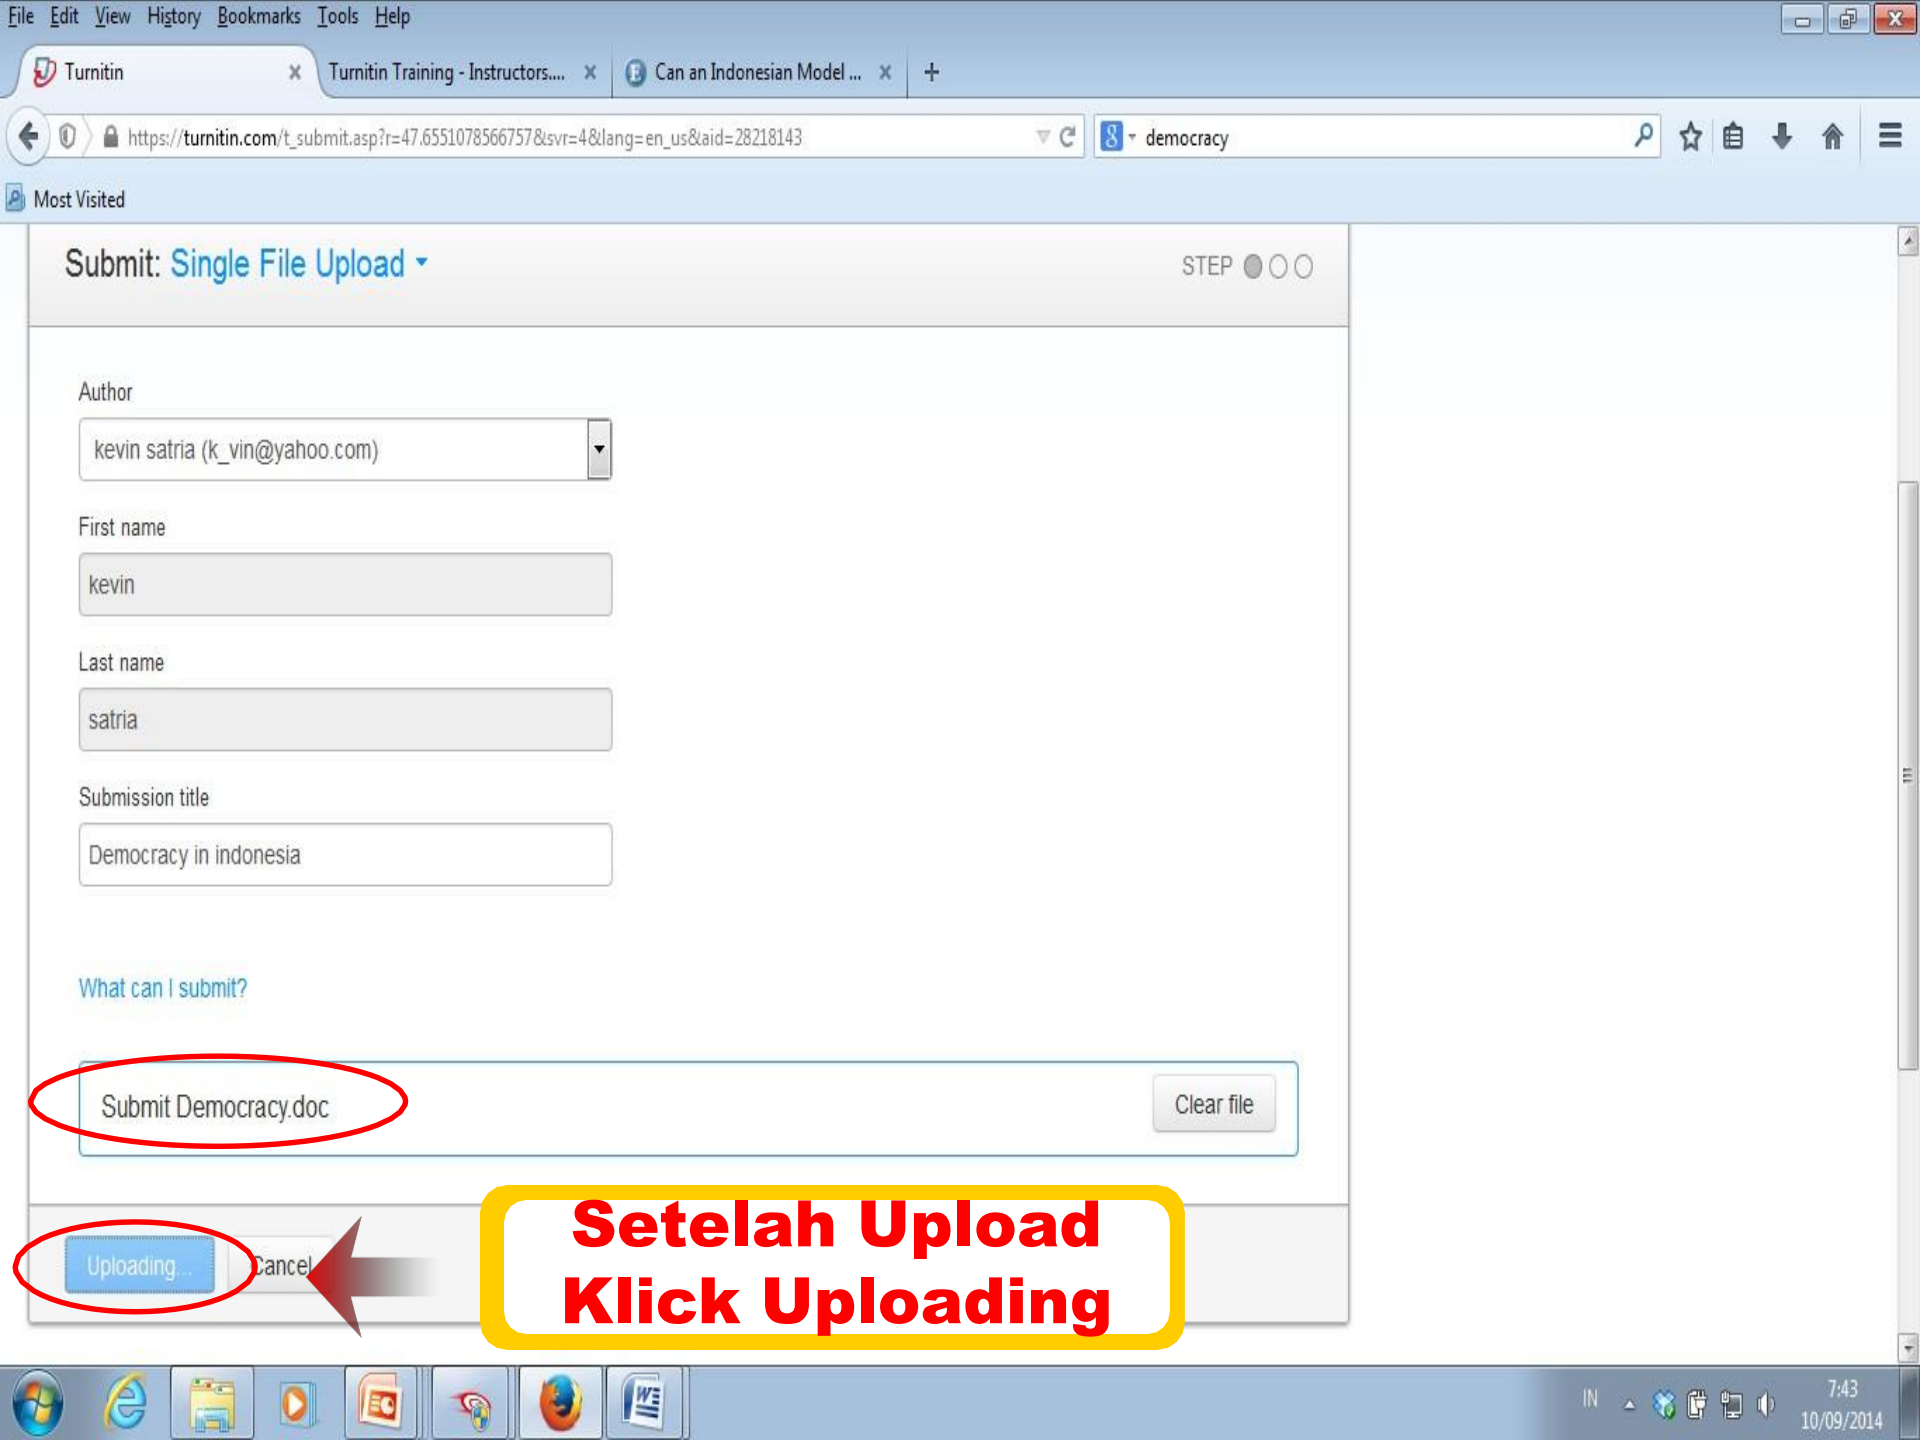 File Edit View History Bookmarks Tools Help
Turnitin
Turnitin Training - Instructors....
Can an Indonesian Model ...
https://turnitin.com/t_submit.asp?r=47.6551078566757&svr=4&lang=en_us&aid=28218143
democracy
Most Visited
Submit: Single File Upload
STEP
Author
kevin satria (k_vin@yahoo.com)
First name
kevin
Last name
satria
Submission title
Democracy in indonesia
What can I submit?
Submit Democracy.doc
Clear file
Uploading...
Cancel
Setelah Upload
Klick Uploading
IN
7:43
10/09/2014